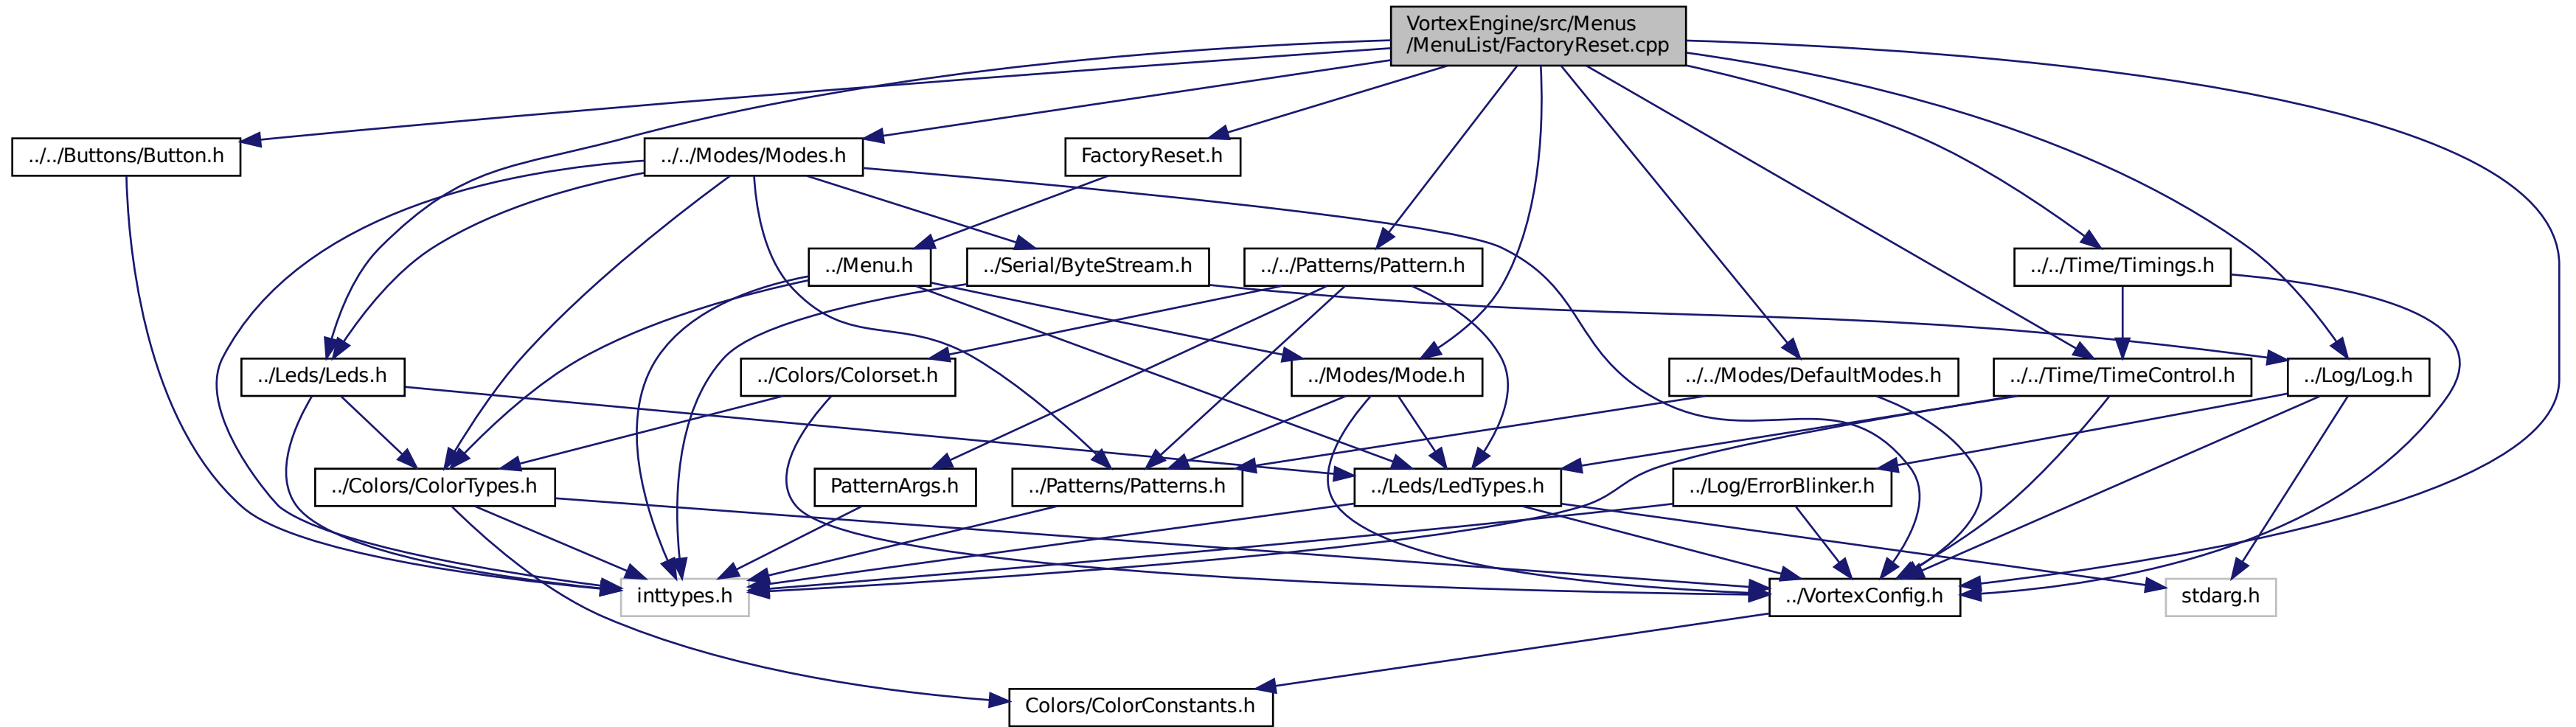 VortexEngine/src/Menus
/MenuList/FactoryReset.cpp
../../Buttons/Button.h
../../Modes/Modes.h
FactoryReset.h
../Menu.h
../Serial/ByteStream.h
../../Patterns/Pattern.h
../../Time/Timings.h
../Leds/Leds.h
../Colors/Colorset.h
../Modes/Mode.h
../../Modes/DefaultModes.h
../../Time/TimeControl.h
../Log/Log.h
../Colors/ColorTypes.h
PatternArgs.h
../Patterns/Patterns.h
../Leds/LedTypes.h
../Log/ErrorBlinker.h
inttypes.h
../VortexConfig.h
stdarg.h
Colors/ColorConstants.h